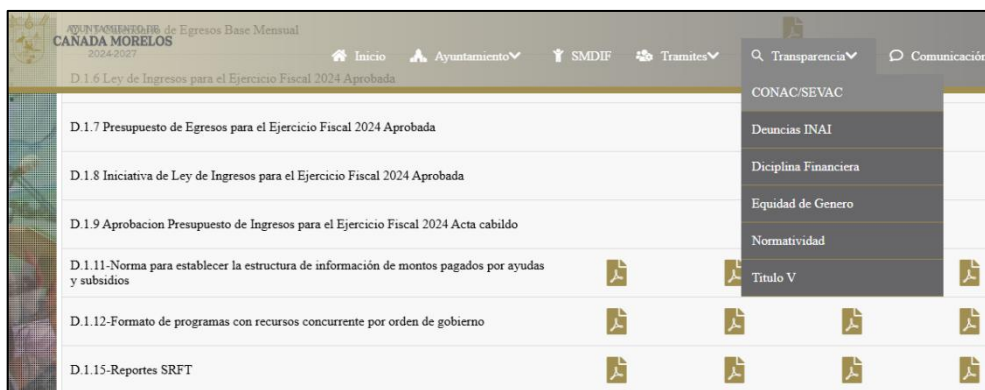 de Egresos Base Mensual
CAÑADA MORELOS
2024-2027
Inicio
Ayuntamiento
SMDIF
Tramites
Transparencia
Comunicación
D.1.6 Ley de Ingresos para el Ejercicio Fiscal 2024 Aprobada
CONAC/SEVAC
D.1.7 Presupuesto de Egresos para el Ejercicio Fiscal 2024 Aprobada
Deuncias INAI
D.1.8 Iniciativa de Ley de Ingresos para el Ejercicio Fiscal 2024 Aprobada
Diciplina Financiera
Equidad de Genero
D.1.9 Aprobacion Presupuesto de Ingresos para el Ejercicio Fiscal 2024 Acta cabildo
Normatividad
D.1.11-Norma para establecer la estructura de información de montos pagados por ayudas
y subsidios
Titulo V
D.1.12-Formato de programas con recursos concurrente por orden de gobierno
D.1.15-Reportes SRFT